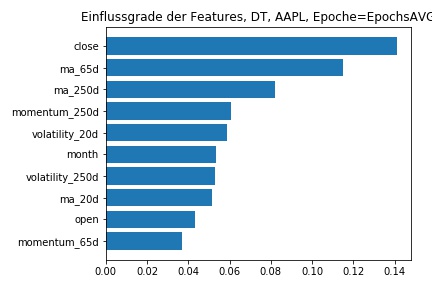 Einflussgrade der Features, DT, AAPL, Epoche=EpochsAVG
close
ma_65d
ma_250d
momentum_250d
volatility_20d
month
volatility_250d
ma_20d
open
momentum_65d
0.00 0.02 0.04 0.06 0.08 0.10 0.12 0.14